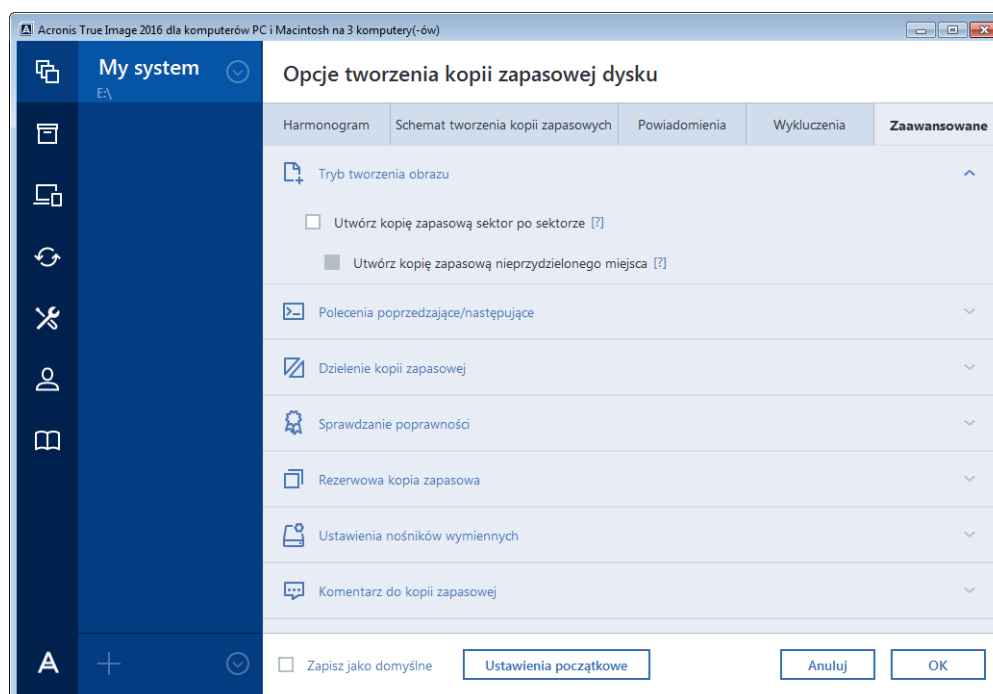 Acronis True Image 2016 dla komputerów PC i Macintosh na 3 komputery(-ów)
My system
E:\
Opcje tworzenia kopii zapasowej dysku
Harmonogram Schemat tworzenia kopii zapasowych Powiadomienia Wykluczenia Zaawansowane
Tryb tworzenia obrazu
Utwórz kopię zapasową sektor po sektorze [?]
Utwórz kopię zapasową nieprzydzielonego miejsca [?]
Polecenia poprzedzające/następujące
Dzielenie kopii zapasowej
Sprawdzanie poprawności
Rezerwowa kopia zapasowa
Ustawienia nośników wymiennych
Komentarz do kopii zapasowej
Zapisz jako domyślne Ustawienia początkowe Anuluj OK